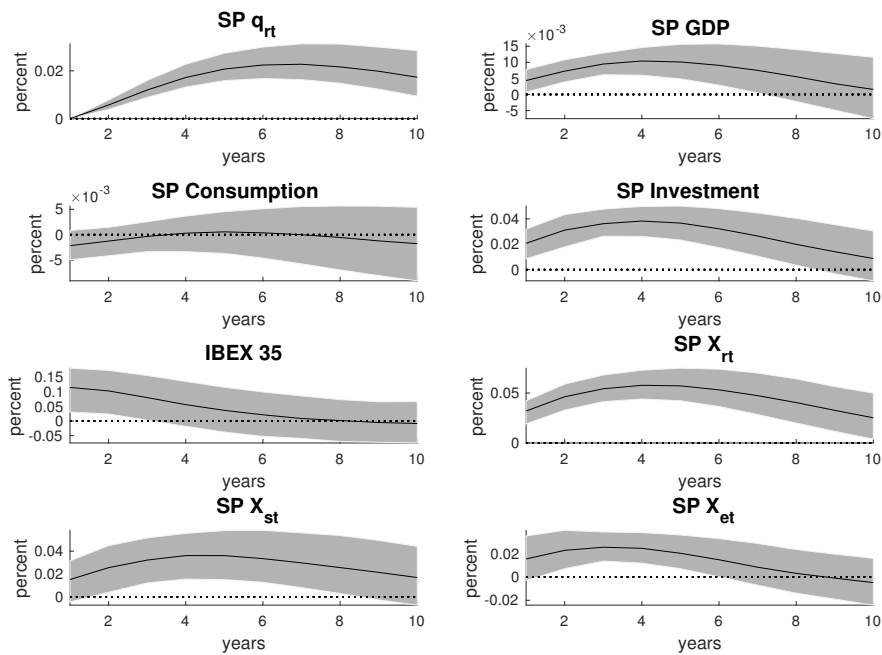 SP q_rt
percent
0.02
0
2 4 6 8 10
years
SP GDP
×10^-3
percent
15
10
5
0
-5
2 4 6 8 10
years
SP Consumption
×10^-3
percent
5
0
-5
2 4 6 8 10
years
SP Investment
percent
0.04
0.02
0
2 4 6 8 10
years
IBEX 35
percent
0.15
0.1
0.05
0
-0.05
2 4 6 8 10
years
SP X_rt
percent
0.05
0
2 4 6 8 10
years
SP X_st
percent
0.04
0.02
0
2 4 6 8 10
years
SP X_et
percent
0.02
0
-0.02
2 4 6 8 10
years